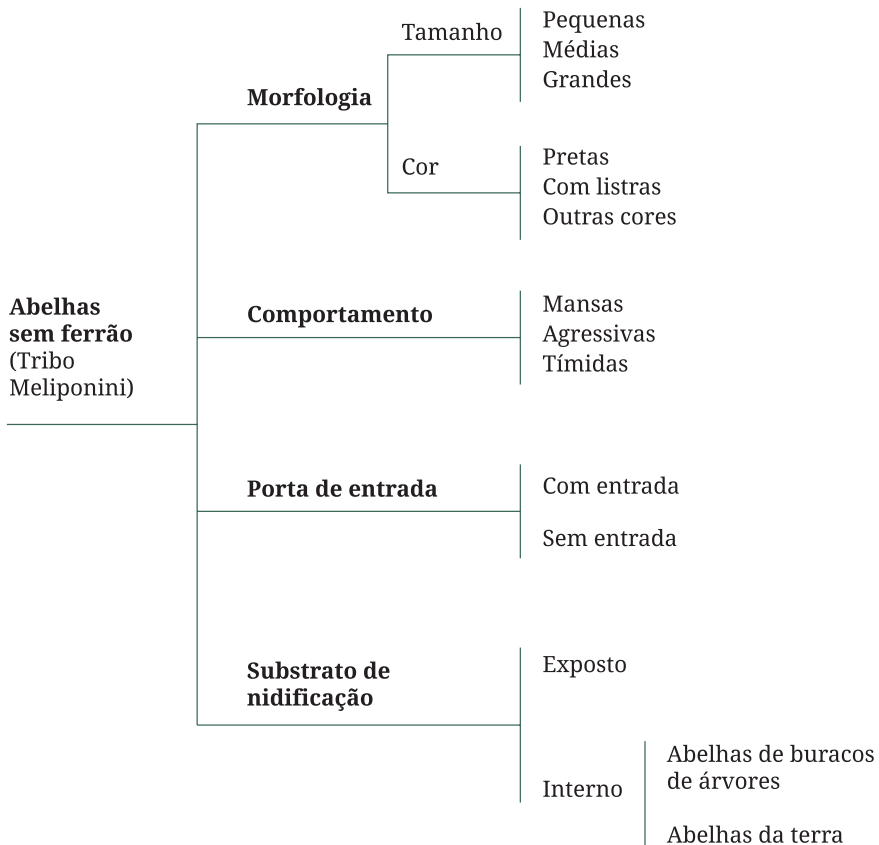 Tamanho
Pequenas
Médias
Grandes
Morfologia
Cor
Pretas
Com listras
Outras cores
Abelhas
sem ferrão
(Tribo
Meliponini)
Comportamento
Mansas
Agressivas
Tímidas
Porta de entrada
Com entrada
Sem entrada
Substrato de
nidificação
Exposto
Interno
Abelhas de buracos
de árvores
Abelhas da terra